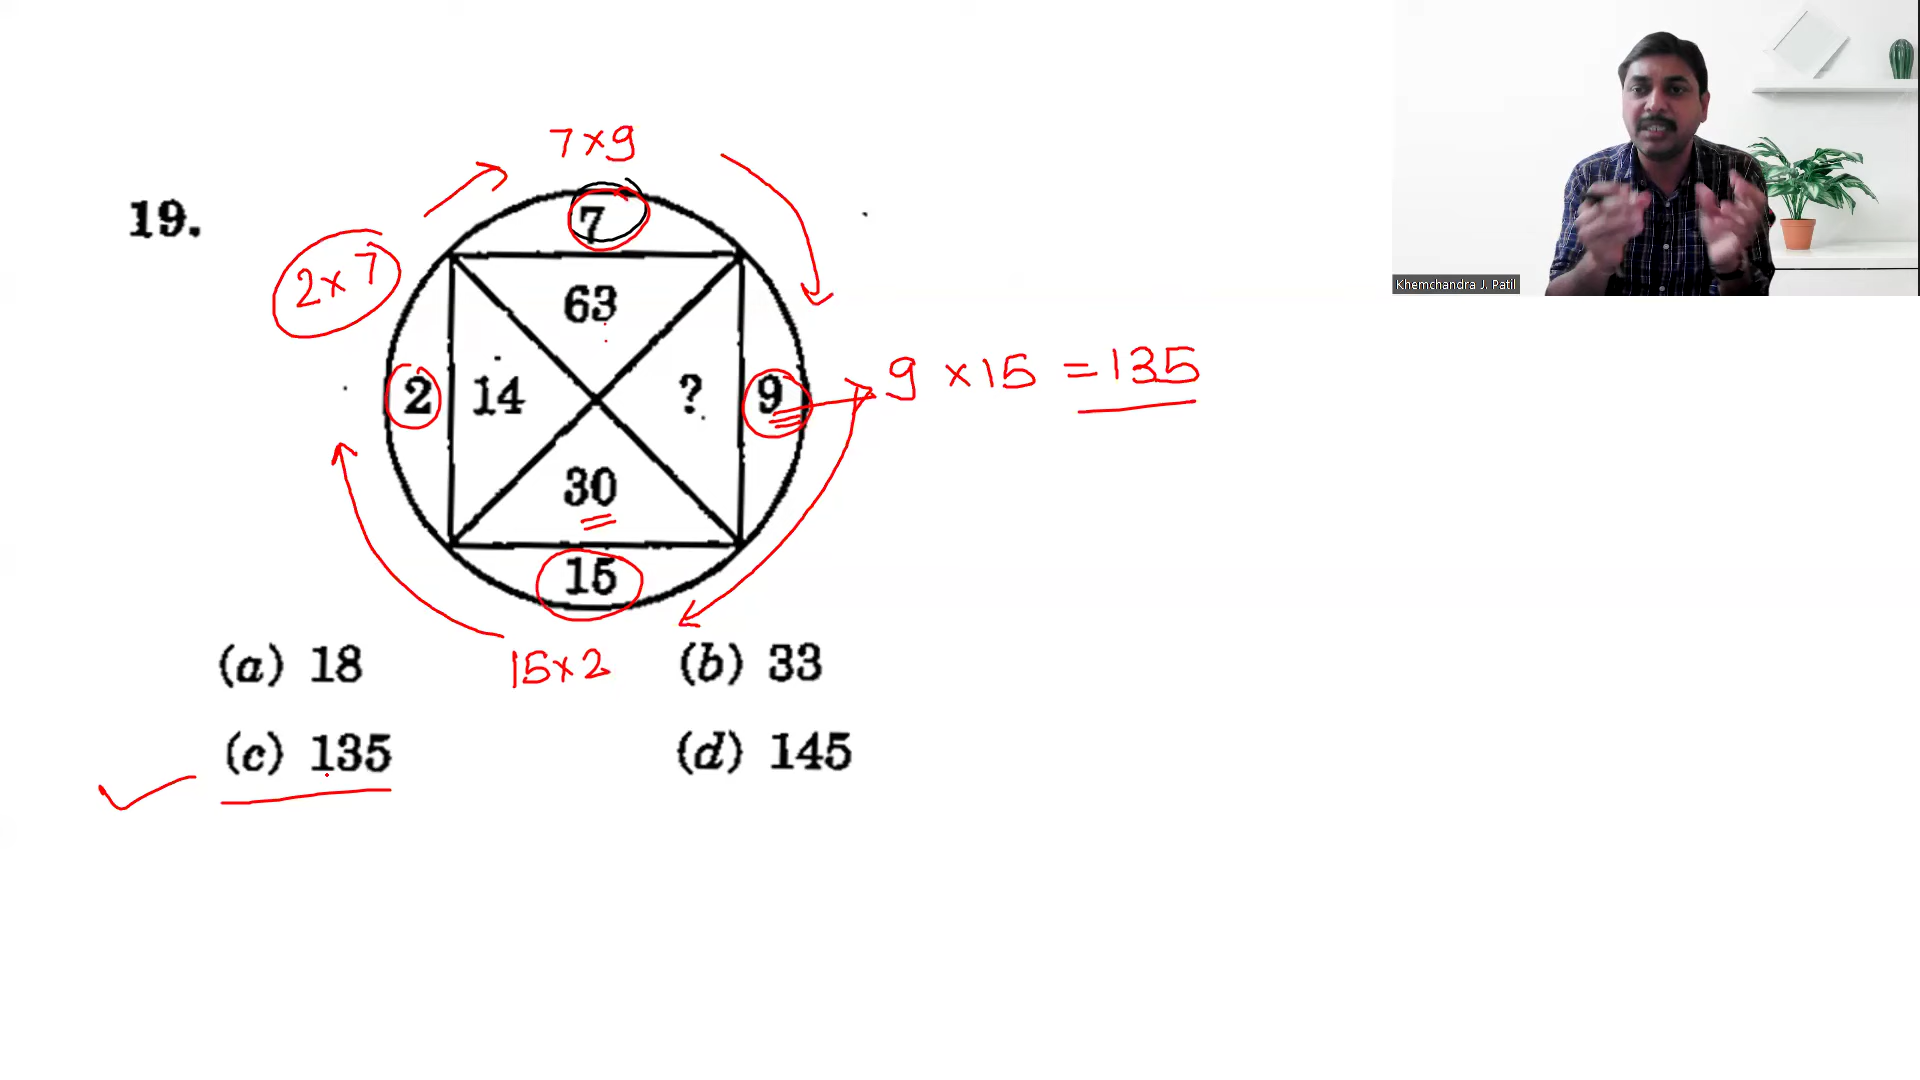 7×9
19.
7
2×7
63
2
14
?
9
9 ×15 =135
30
15
15×2
(a) 18
(b) 33
(c) 135
(d) 145
Khemchandra J. Patil